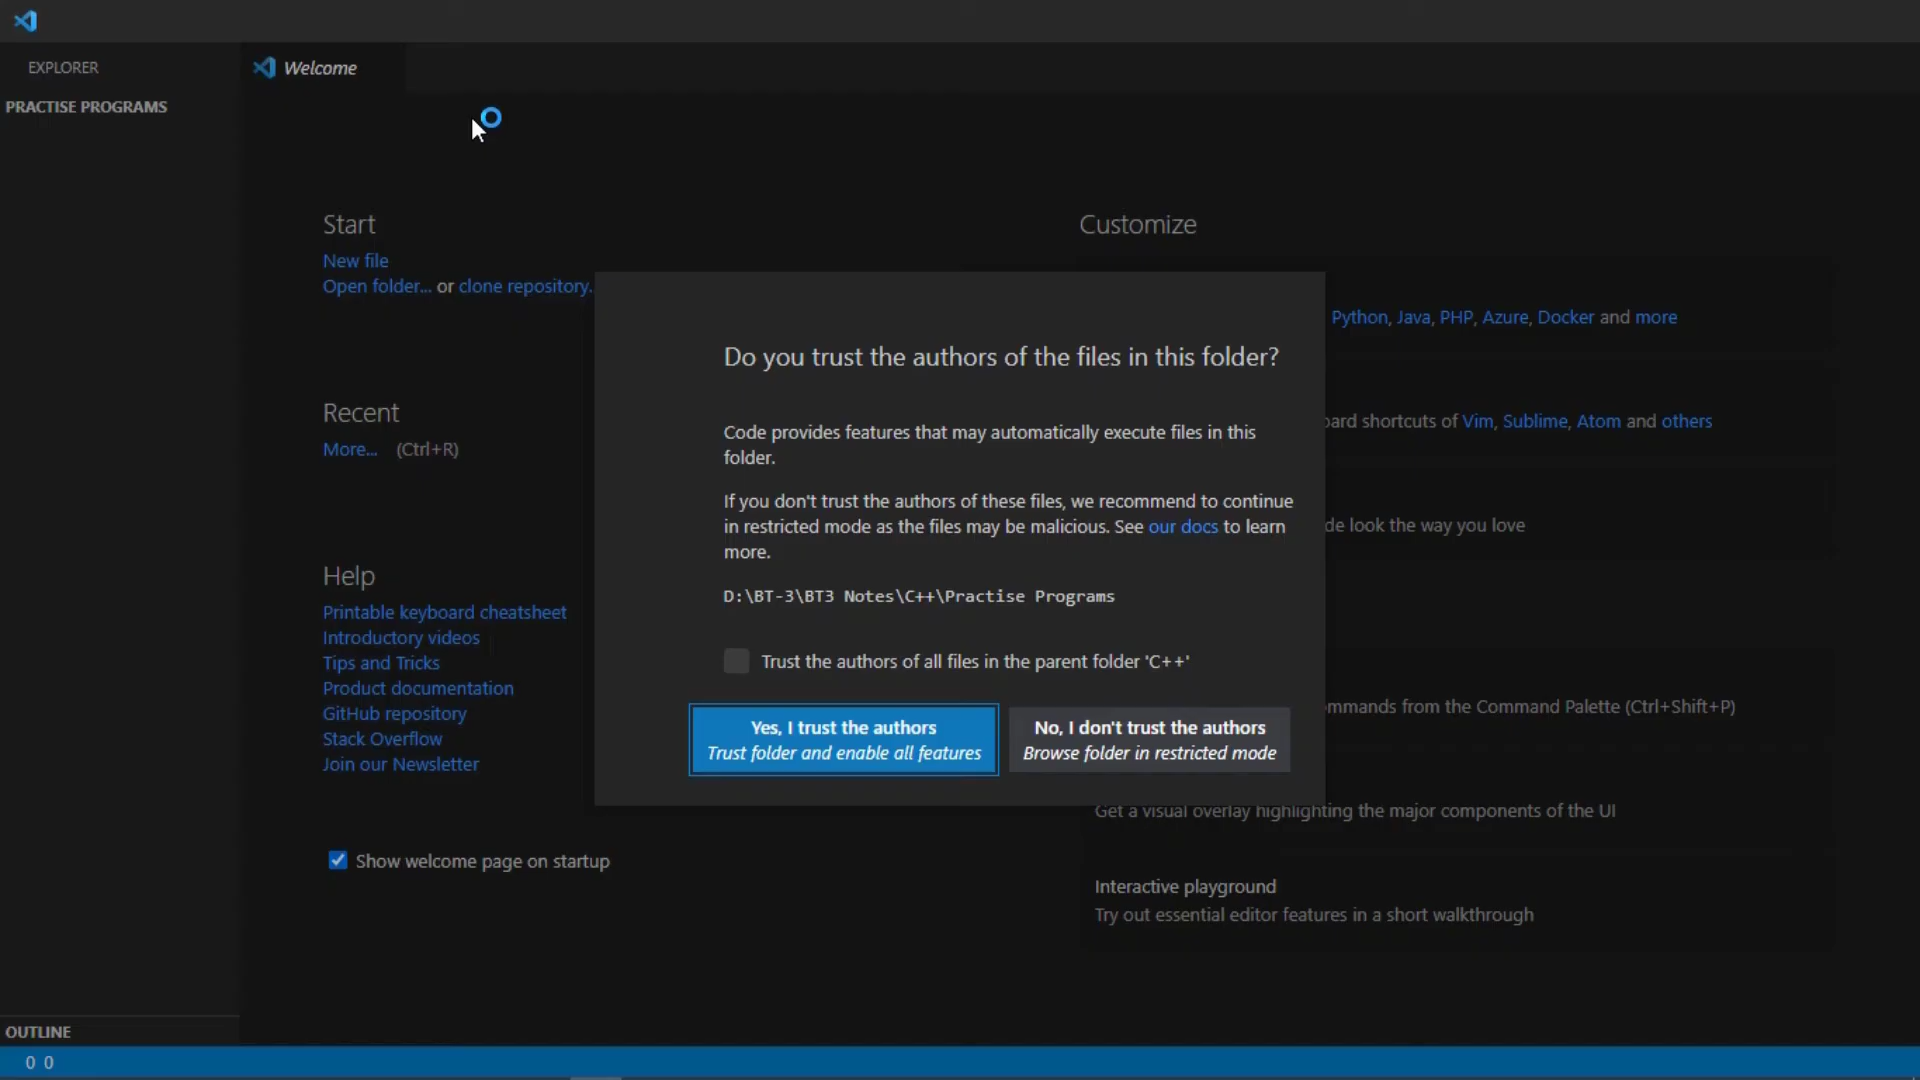 EXPLORER
Welcome
PRACTISE PROGRAMS
Start
New file
Open folder... or clone repository.
Recent
More... (Ctrl+R)
Help
Printable keyboard cheatsheet
Introductory videos
Tips and Tricks
Product documentation
GitHub repository
Stack Overflow
Join our Newsletter
Show welcome page on startup
Customize
Python, Java, PHP, Azure, Docker and more
shortcuts of Vim, Sublime, Atom and others
look the way you love
from the Command Palette (Ctrl+Shift+P)
Get a visual overlay highlighting the major components of the UI
Interactive playground
Try out essential editor features in a short walkthrough
Do you trust the authors of the files in this folder?
Code provides features that may automatically execute files in this
folder.
If you don't trust the authors of these files, we recommend to continue
in restricted mode as the files may be malicious. See our docs to learn
more.
D:\BT-3\BT3 Notes\C++\Practise Programs
Trust the authors of all files in the parent folder 'C++'
Yes, I trust the authors
Trust folder and enable all features
No, I don't trust the authors
Browse folder in restricted mode
OUTLINE
0 0